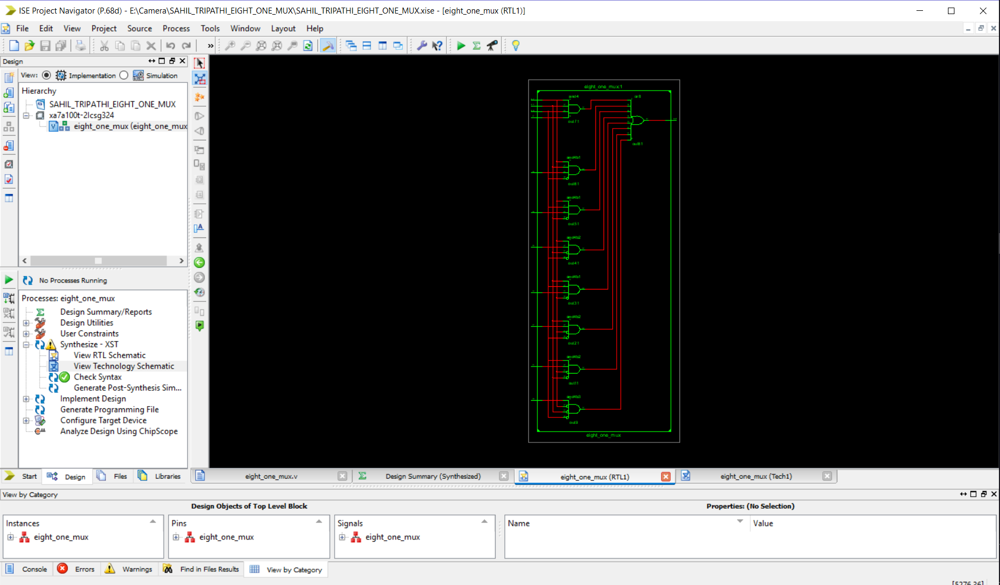 ISE Project Navigator (P.68d) - E:\Camera\SAHIL_TRIPATHI_EIGHT_ONE_MUX\SAHIL_TRIPATHI_EIGHT_ONE_MUX.xise - [eight_one_mux (RTL1)]
File Edit View Project Source Process Tools Window Layout Help
Design
View: Implementation Simulation
Hierarchy
SAHIL_TRIPATHI_EIGHT_ONE_MUX
xa7a100t-2lcsg324
eight_one_mux (eight_one_mux
No Processes Running
Processes: eight_one_mux
Design Summary/Reports
Design Utilities
User Constraints
Synthesize - XST
View RTL Schematic
View Technology Schematic
Check Syntax
Generate Post-Synthesis Sim...
Implement Design
Generate Programming File
Configure Target Device
Analyze Design Using ChipScope
Start Design Files Libraries
eight_one_mux:1
and4
or8
out71
out81
and4b1
out61
and4b1
out51
and4b2
out41
and4b1
out31
and4b2
out21
and4b2
out11
and4b3
out9
eight_one_mux
eight_one_mux.v
Design Summary (Synthesized)
eight_one_mux (RTL1)
eight_one_mux (Tech1)
View by Category
Design Objects of Top Level Block
Properties: (No Selection)
Instances
eight_one_mux
Pins
eight_one_mux
Signals
eight_one_mux
Name Value
Console Errors Warnings Find in Files Results View by Category
[5276,36]